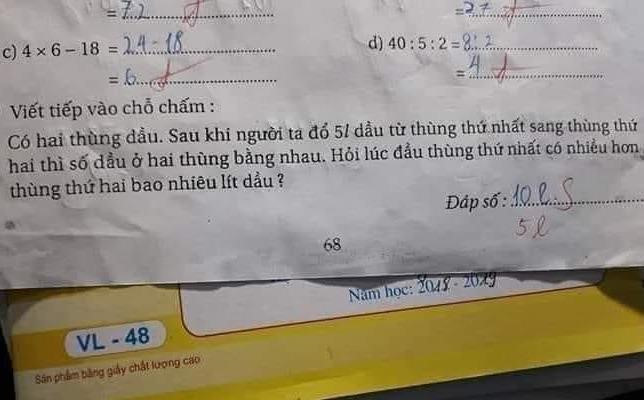 = 72
= 27
c) 4 × 6 – 18 = 24 - 18
d) 40 : 5 : 2 = 8 : 2
= 6
= 4
Viết tiếp vào chỗ chấm :
Có hai thùng dầu. Sau khi người ta đổ 5l dầu từ thùng thứ nhất sang thùng thứ
hai thì số dầu ở hai thùng bằng nhau. Hỏi lúc đầu thùng thứ nhất có nhiều hơn
thùng thứ hai bao nhiêu lít dầu ?
Đáp số : 10 l S
5 l
68
Năm học: 2018 - 2019
VL - 48
Sản phẩm bằng giấy chất lượng cao